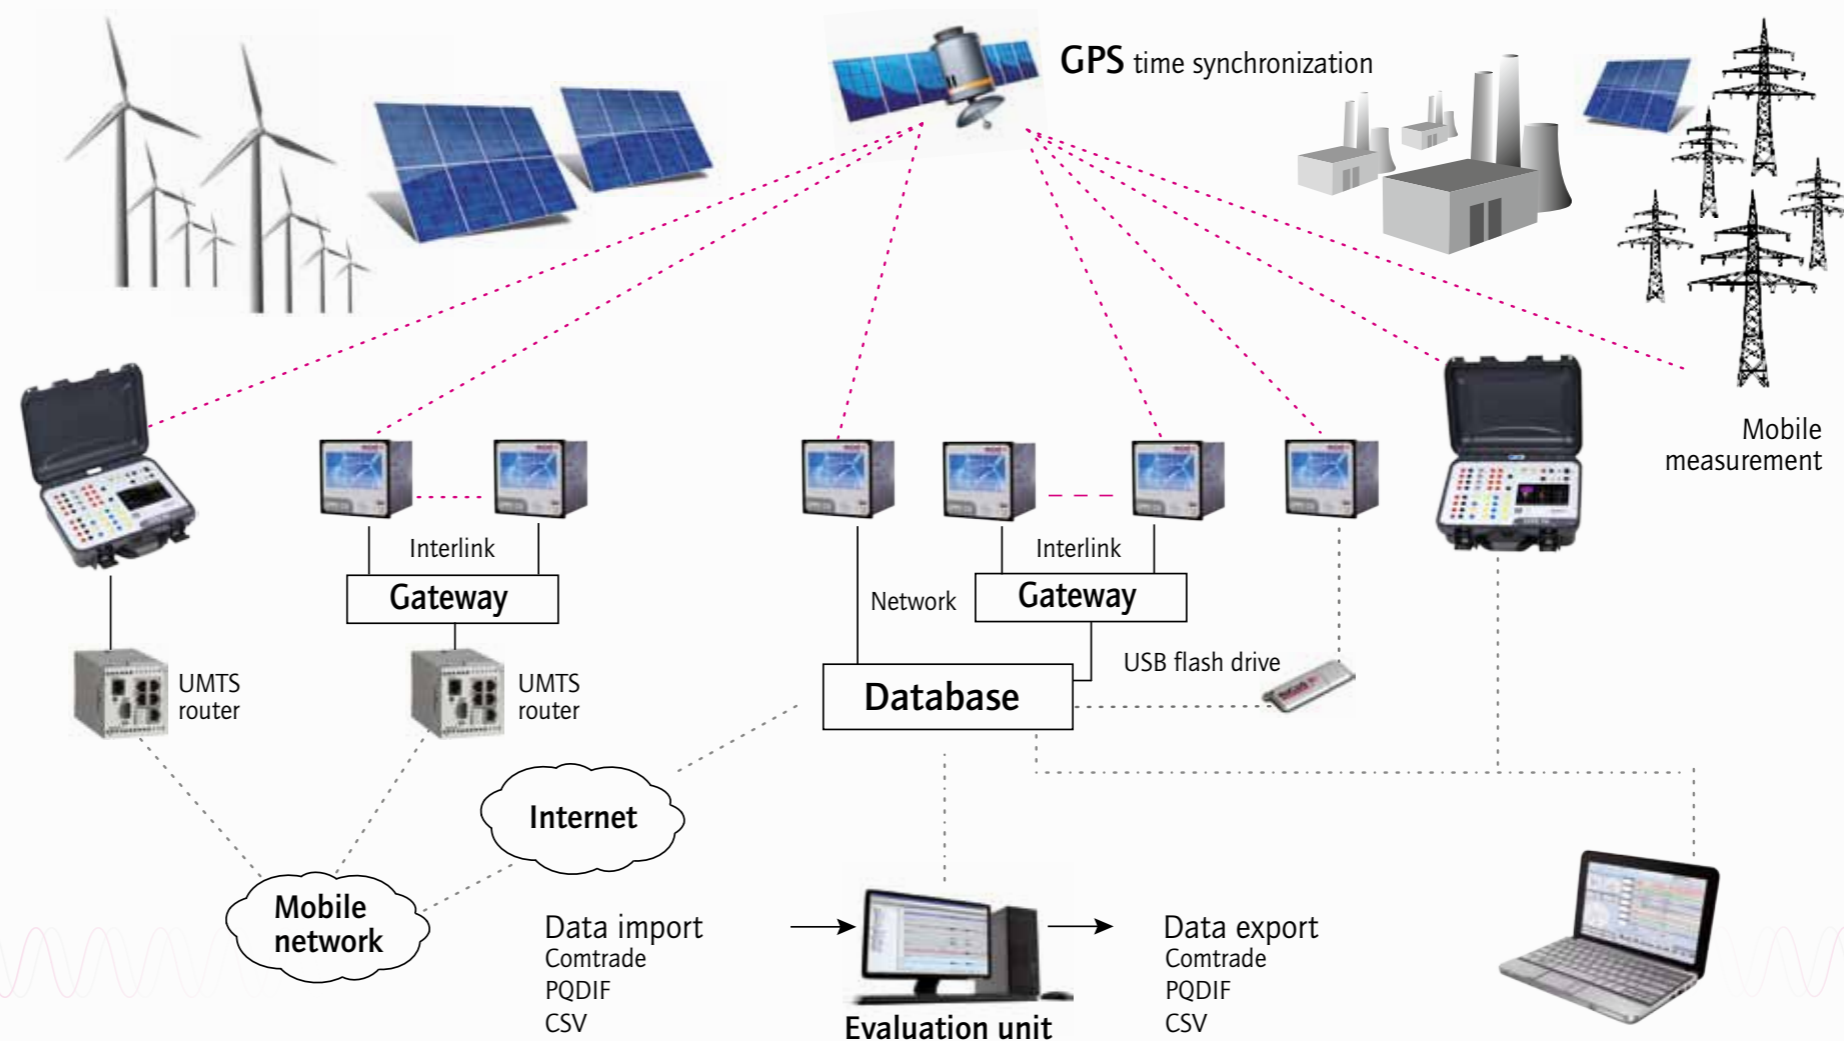 GPS time synchronization
Mobile
measurement
Interlink
Interlink
Gateway
Network
Gateway
UMTS
router
UMTS
router
USB flash drive
Database
Internet
Mobile
network
Data import
Comtrade
PQDIF
CSV
Data export
Comtrade
PQDIF
CSV
Evaluation unit